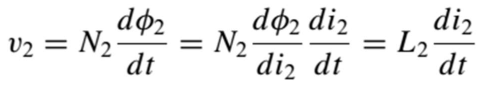 v₂ = N₂ dϕ₂/dt = N₂ dϕ₂/di₂ di₂/dt = L₂ di₂/dt